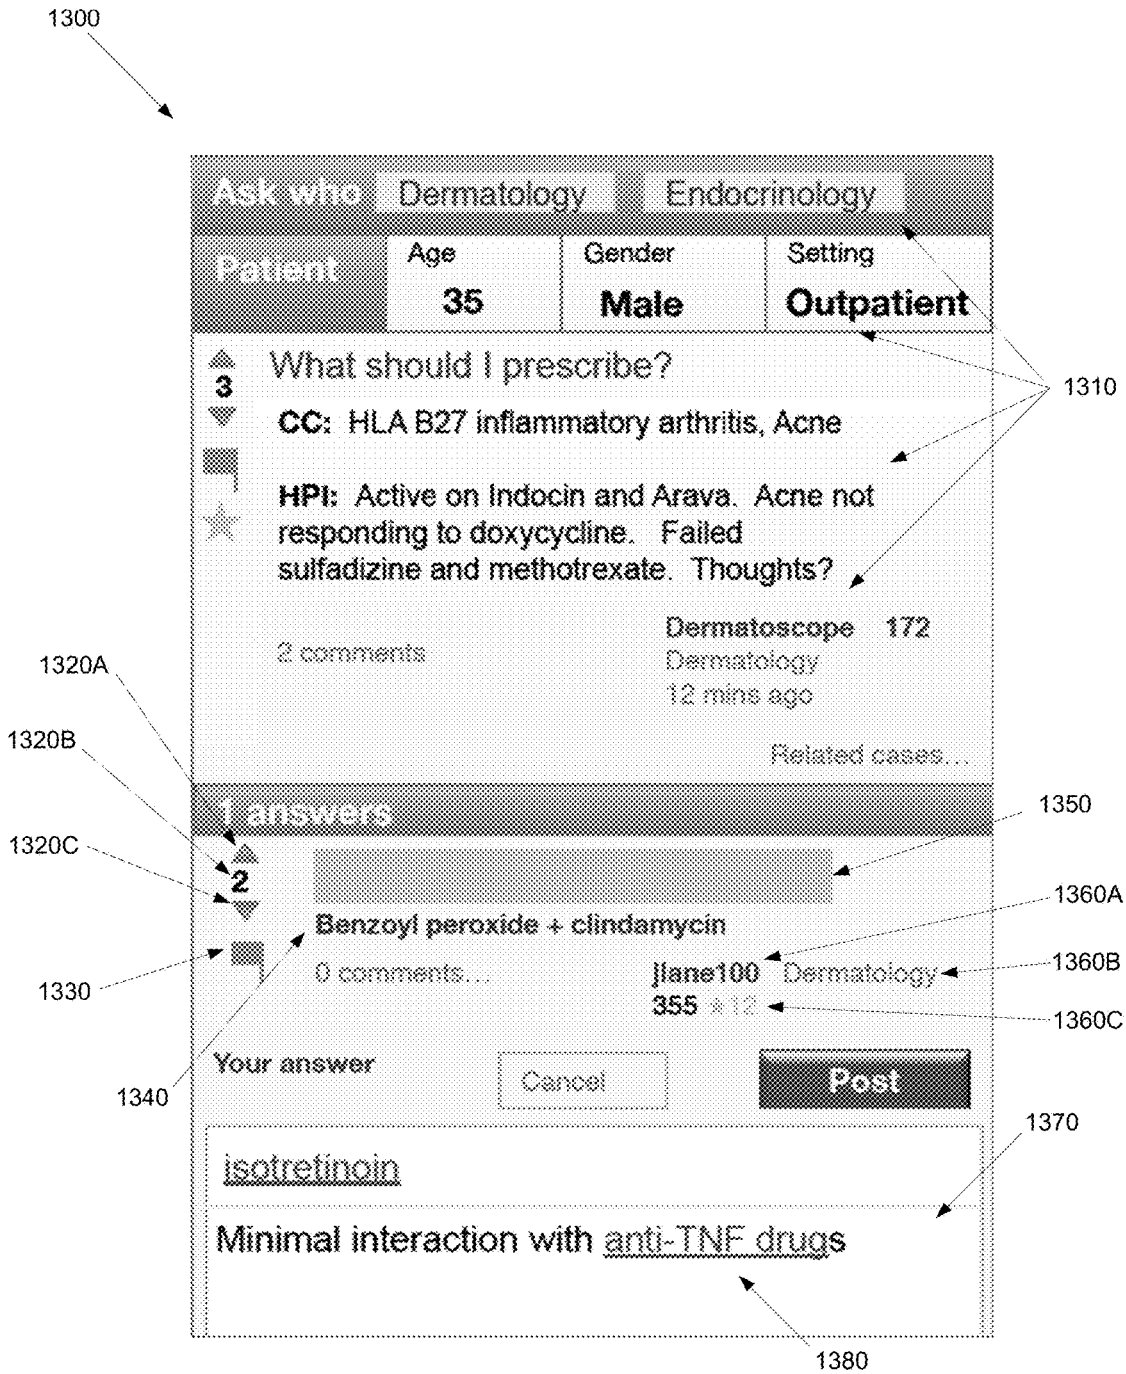 1300
Ask who Dermatology Endocrinology
Patient Age Gender Setting
35 Male Outpatient
1310
What should I prescribe?
3
CC: HLA B27 inflammatory arthritis, Acne
HPI: Active on Indocin and Arava. Acne not
responding to doxycycline. Failed
sulfadizine and methotrexate. Thoughts?
2 comments
Dermatoscope 172
Dermatology
12 mins ago
1320A
1320B
Related cases...
1 answers
1350
1320C
2
1360A
Benzoyl peroxide + clindamycin
0 comments... jlane100 Dermatology
1360B
1330
355 ★12
1360C
Your answer Cancel Post
1340
1370
isotretinoin
Minimal interaction with anti-TNF drugs
1380